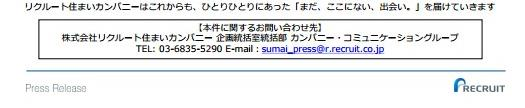 リクルート住まいカンパニーはこれからも、ひとりひとりにあった「まだ、ここにない、出会い。」を届けていきます
【本件に関するお問い合わせ先】
株式会社リクルート住まいカンパニー 企画統括室統括部 カンパニー・コミュニケーショングループ
TEL: 03-6835-5290 E-mail : sumai_press@r.recruit.co.jp
Press Release
RECRUIT